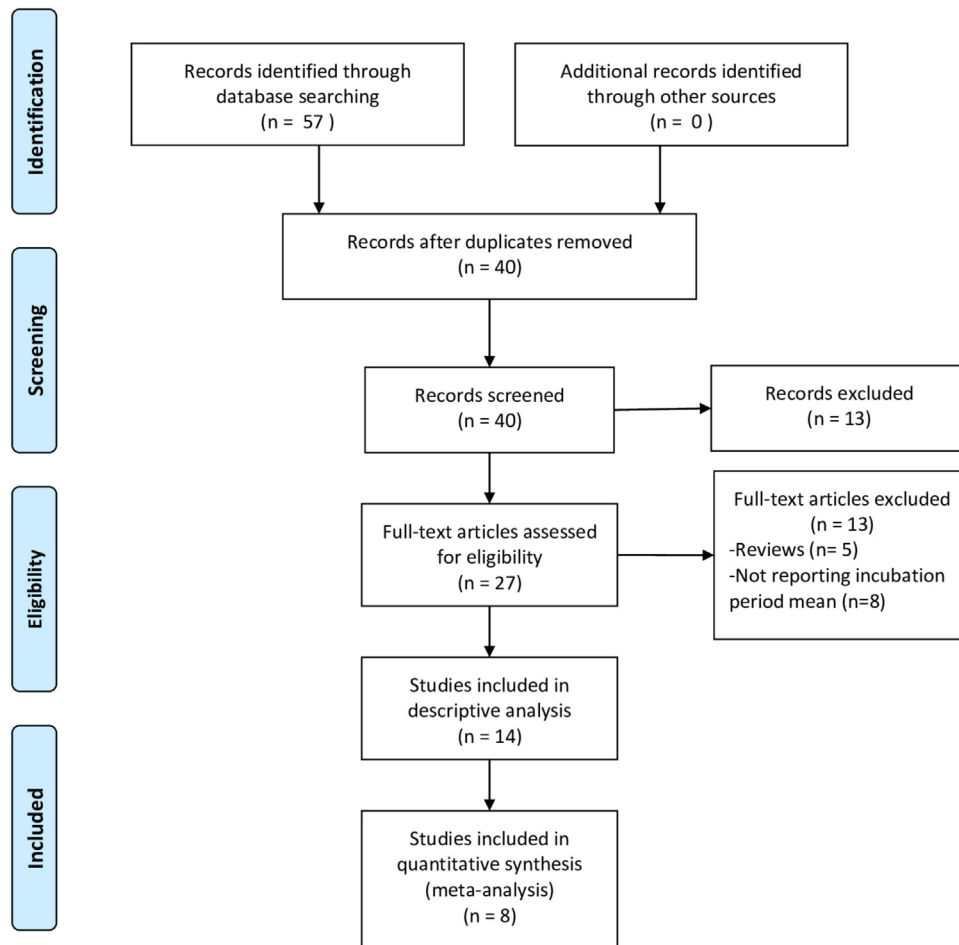 Identification
Records identified through
database searching
(n = 57 )
Additional records identified
through other sources
(n = 0 )
Records after duplicates removed
(n = 40)
Screening
Records screened
(n = 40)
Records excluded
(n = 13)
Eligibility
Full-text articles assessed
for eligibility
(n = 27)
Full-text articles excluded
(n = 13)
-Reviews (n= 5)
-Not reporting incubation
period mean (n=8)
Studies included in
descriptive analysis
(n = 14)
Included
Studies included in
quantitative synthesis
(meta-analysis)
(n = 8)